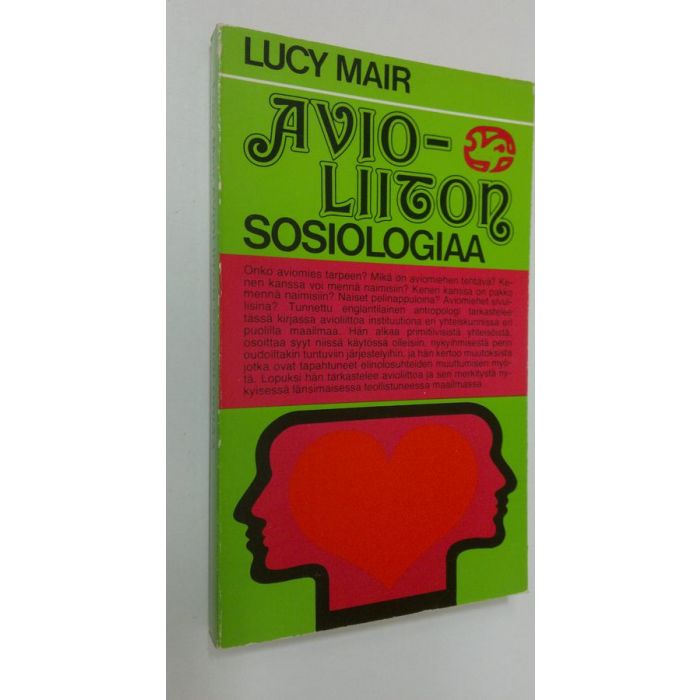 LUCY MAIR
AVIO-
LIITON
SOSIOLOGIAA
Onko aviomies tarpeen? Mikä on aviomiehen tehtävä? Ke-
nen kanssa voi mennä naimisiin? Kenen kanssa on pakko
mennä naimisiin? Naiset pelinappuloina? Aviomiehet sivul-
lisina? Tunnettu englantilainen antropologi tarkastelee
tässä kirjassa avioliittoa instituutiona eri yhteiskunnissa eri
puolilla maailmaa. Hän alkaa primitiivisistä yhteisöistä,
osoittaa syyt niissä käytössä olleisiin, nykyihmisestä perin
oudoiltakin tuntuviin järjestelyihin, ja hän kertoo muutoksista
jotka ovat tapahtuneet elinolosuhteiden muuttumisen myö-
tä. Lopuksi hän tarkastelee avioliittoa ja sen merkitystä ny-
kyisessä länsimaisessa teollistuneessa maailmassa.